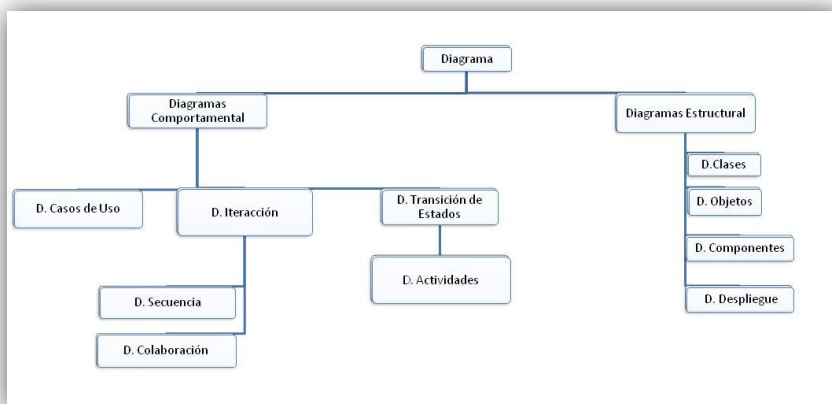 Diagrama
Diagramas
Comportamental
Diagramas Estructural
D. Casos de Uso
D. Iteracción
D. Transición de
Estados
D. Actividades
D. Secuencia
D. Colaboración
D.Clases
D. Objetos
D. Componentes
D. Despliegue